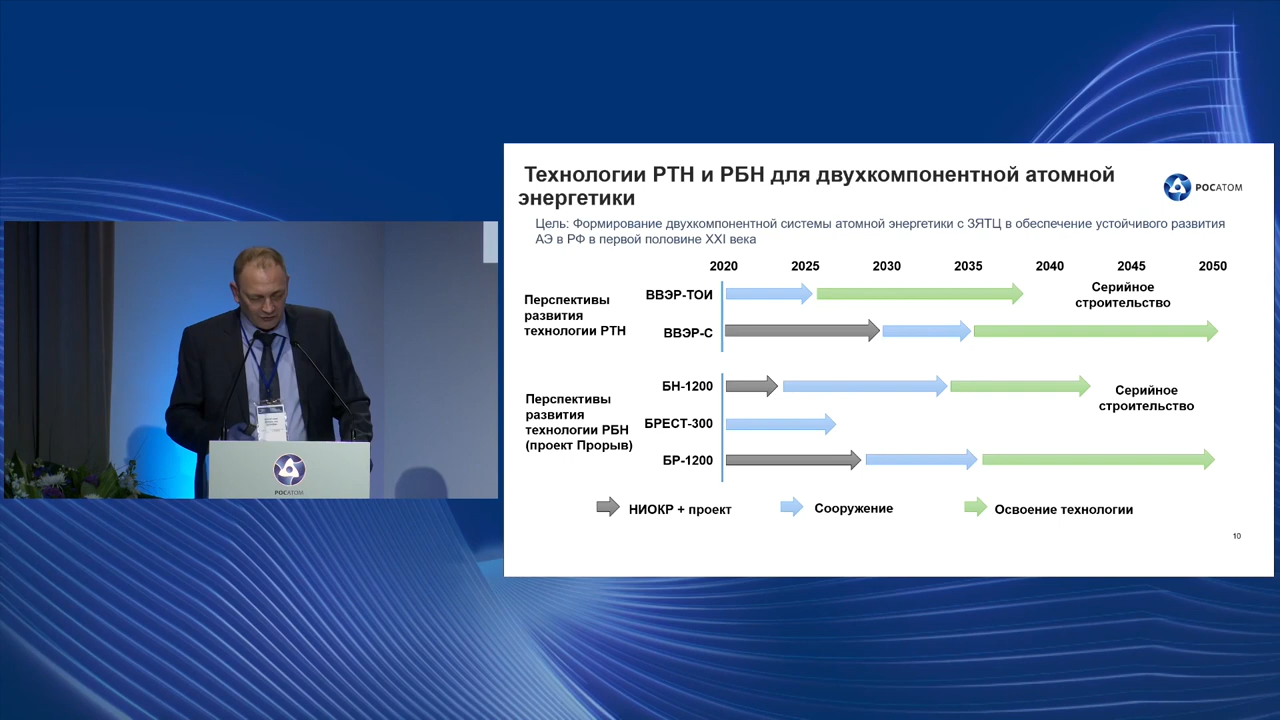 Технологии РТН и РБН для двухкомпонентной атомной
энергетики
РОСАТОМ
Цель: Формирование двухкомпонентной системы атомной энергетики с ЗЯТЦ в обеспечение устойчивого развития
АЭ в РФ в первой половине XXI века
2020 2025 2030 2035 2040 2045 2050
Перспективы
развития
технологии РТН
ВВЭР-ТОИ
ВВЭР-С
Серийное
строительство
Перспективы
развития
технологии РБН
(проект Прорыв)
БН-1200
БРЕСТ-300
БР-1200
Серийное
строительство
НИОКР + проект
Сооружение
Освоение технологии
10
РОСАТОМ